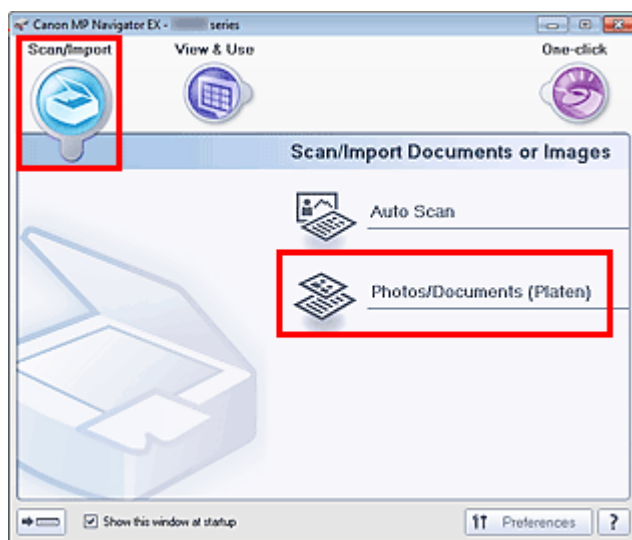 Canon MP Navigator EX - series
Scan/Import
View & Use
One-click
Scan/Import Documents or Images
Auto Scan
Photos/Documents (Platen)
Show this window at startup
Preferences
?